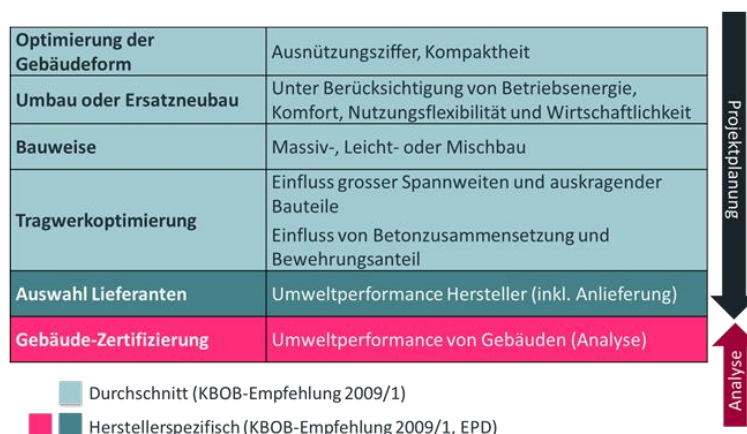 Optimierung der
Gebäudeform
Ausnützungsziffer, Kompaktheit
Umbau oder Ersatzneubau
Unter Berücksichtigung von Betriebsenergie,
Komfort, Nutzungsflexibilität und Wirtschaftlichkeit
Bauweise
Massiv-, Leicht- oder Mischbau
Tragwerkoptimierung
Einfluss grosser Spannweiten und auskragender
Bauteile
Einfluss von Betonzusammensetzung und
Bewehrungsanteil
Auswahl Lieferanten
Umweltperformance Hersteller (inkl. Anlieferung)
Gebäude-Zertifizierung
Umweltperformance von Gebäuden (Analyse)
Projektplanung
Analyse
Durchschnitt (KBOB-Empfehlung 2009/1)
Herstellerspezifisch (KBOB-Empfehlung 2009/1, EPD)